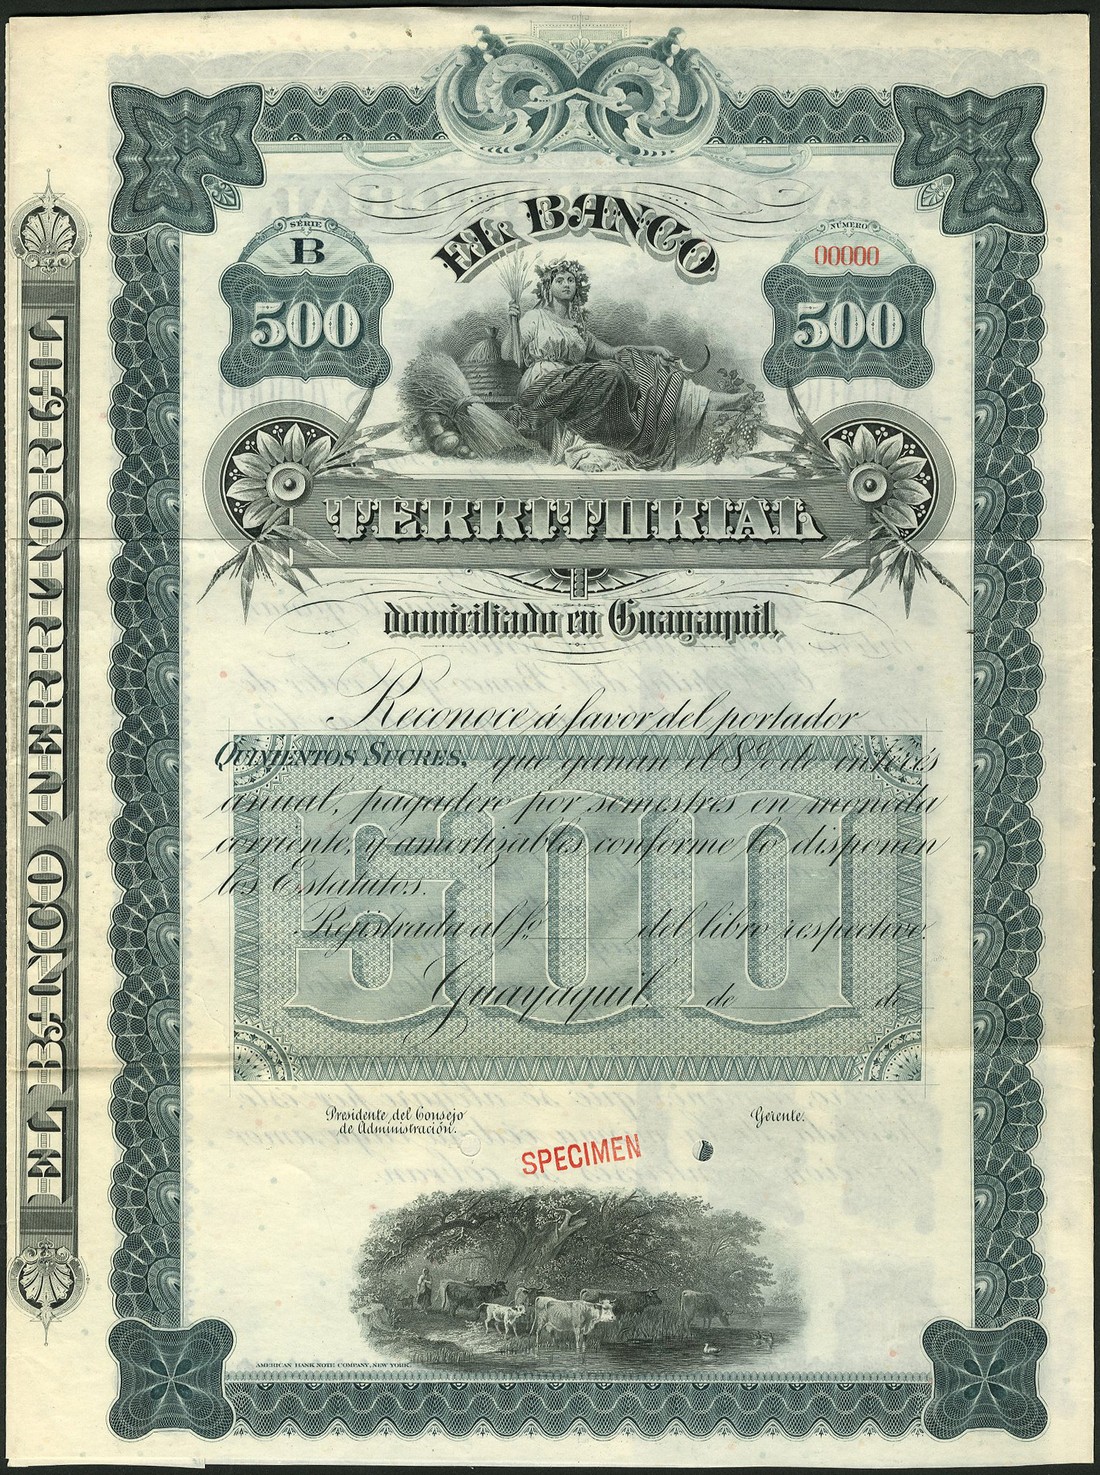 EL BANCO TERRITORIAL
EL BANCO
SÉRIE
B
500
NÚMERO
00000
500
TERRITORIAL
domiciliado en Guayaquil,
Reconoce á favor del portador
QUINIENTOS SUCRES, que ganan el 8% de interés
anual, pagadero por semestres en moneda
corriente, y amortizables conforme lo disponen
los Estatutos.
500
Registrada al fº del libro respectivo.
Guayaquil de de
Presidente del Consejo
de Administración.
Gerente.
SPECIMEN
AMERICAN BANK NOTE COMPANY, NEW YORK.